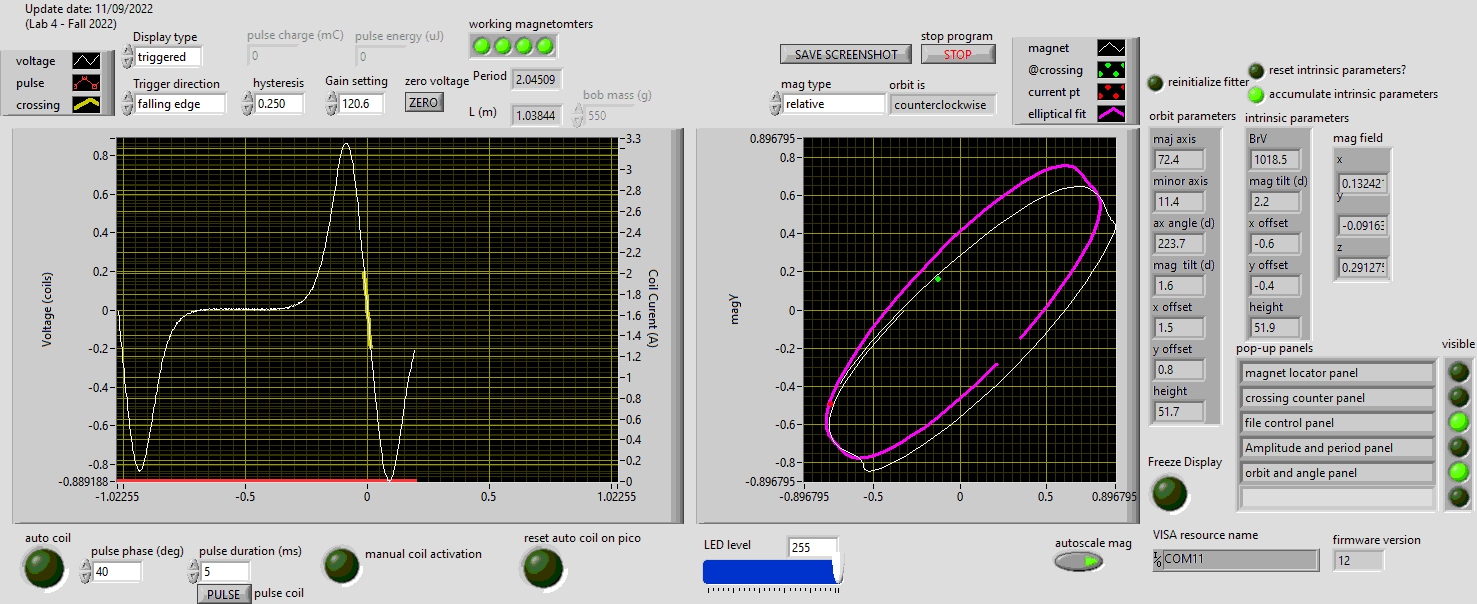 Update date: 11/09/2022
(Lab 4 - Fall 2022)
voltage
pulse
crossing
Display type
triggered
Trigger direction
falling edge
pulse charge (mC)
0
pulse energy (uJ)
0
hysteresis
0.250
Gain setting
120.6
zero voltage
ZERO
working magnetomters
Period
2.04509
L (m)
1.03844
bob mass (g)
550
SAVE SCREENSHOT
stop program
STOP
mag type
relative
orbit is
counterclockwise
magnet
@crossing
current pt
elliptical fit
reinitialize fitter
reset intrinsic parameters?
accumulate intrinsic parameters
Voltage (coils)
0.8
0.6
0.4
0.2
0
-0.2
-0.4
-0.6
-0.8
-0.889188
-1.02255
-0.5
0
0.5
1.02255
3.3
3
2.8
2.6
2.4
2.2
2
1.8
1.6
1.4
1.2
1
0.8
0.6
0.4
0.2
0
Coil Current (A)
magY
0.896795
0.8
0.6
0.4
0.2
0
-0.2
-0.4
-0.6
-0.8
-0.896795
-0.896795
-0.5
0
0.5
0.896795
orbit parameters
maj axis
72.4
minor axis
11.4
ax angle (d)
223.7
mag tilt (d)
1.6
x offset
1.5
y offset
0.8
height
51.7
intrinsic parameters
BrV
1018.5
mag tilt (d)
2.2
x offset
-0.6
y offset
-0.4
height
51.9
mag field
x
0.13242
y
-0.0916
z
0.29127
pop-up panels
visible
magnet locator panel
crossing counter panel
file control panel
Amplitude and period panel
orbit and angle panel
Freeze Display
auto coil
pulse phase (deg)
40
pulse duration (ms)
5
PULSE
pulse coil
manual coil activation
reset auto coil on pico
LED level
255
autoscale mag
VISA resource name
COM11
firmware version
12